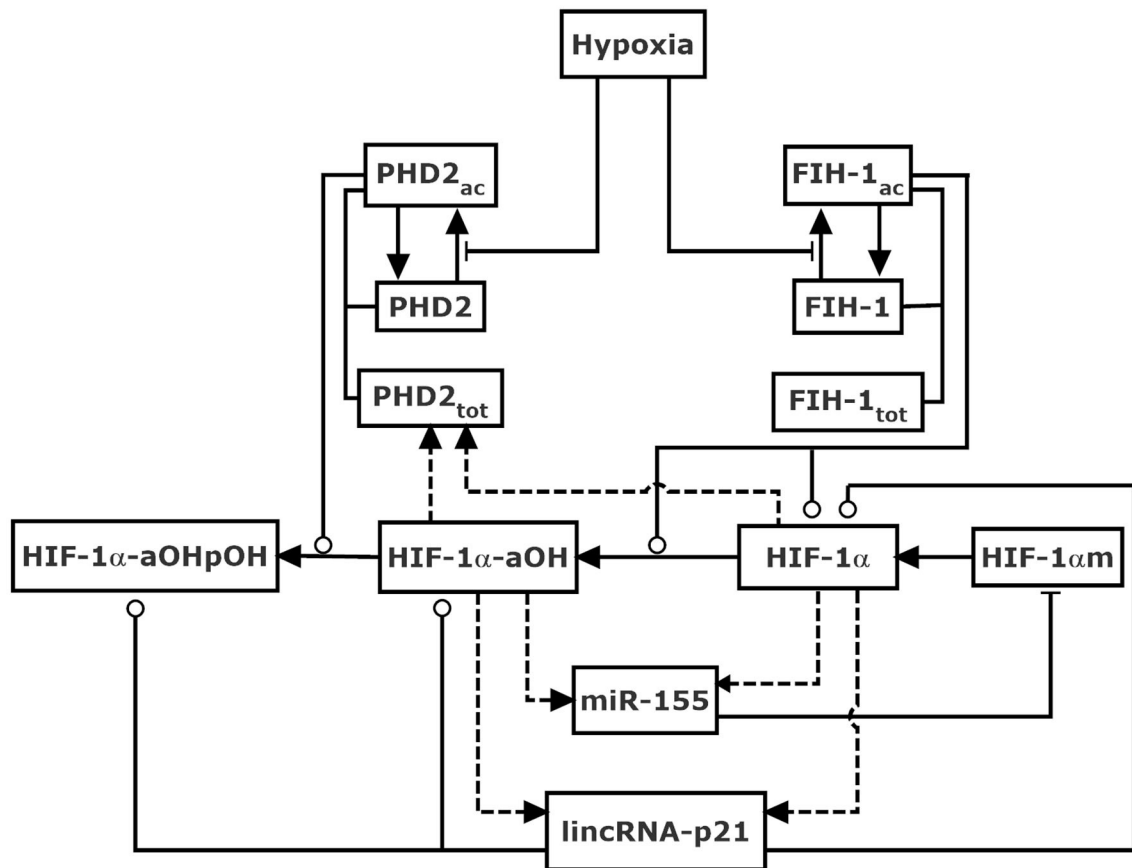 Hypoxia
PHD2ac
FIH-1ac
PHD2
FIH-1
PHD2tot
FIH-1tot
HIF-1α-aOHpOH
HIF-1α-aOH
HIF-1α
HIF-1αm
miR-155
lincRNA-p21